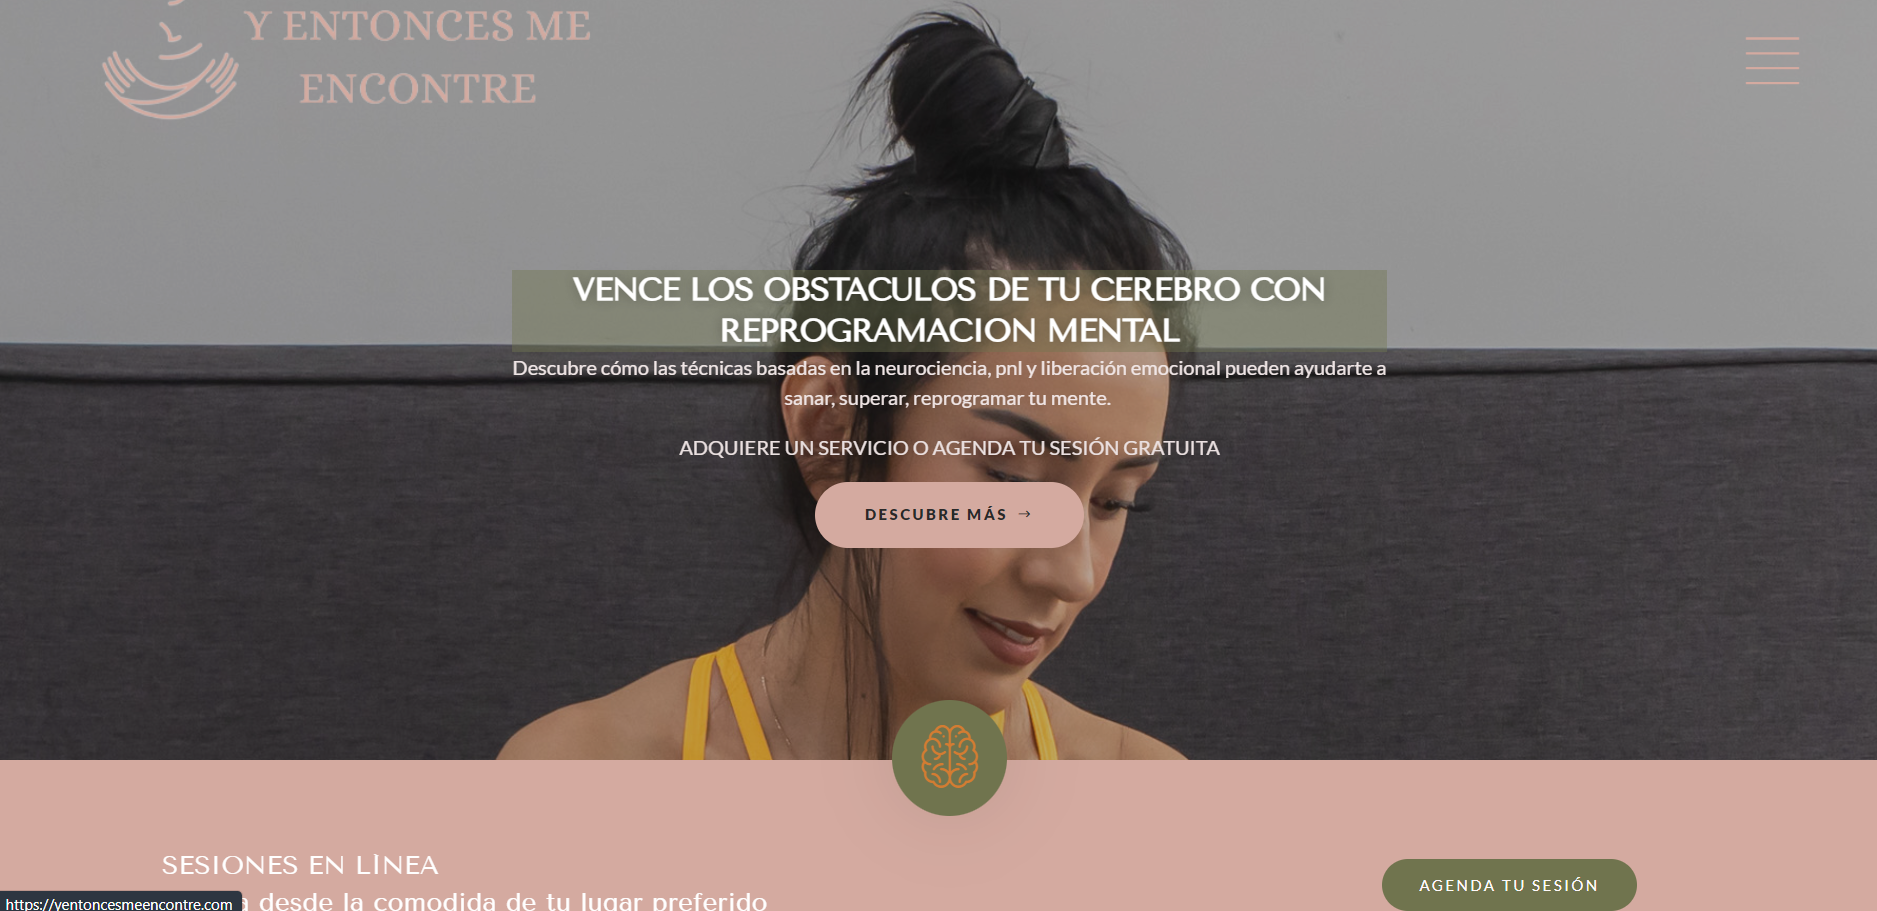 Y ENTONCES ME
ENCONTRE
VENCE LOS OBSTACULOS DE TU CEREBRO CON
REPROGRAMACION MENTAL
Descubre cómo las técnicas basadas en la neurociencia, pnl y liberación emocional pueden ayudarte a
sanar, superar, reprogramar tu mente.
ADQUIERE UN SERVICIO O AGENDA TU SESIÓN GRATUITA
DESCUBRE MÁS →
SESIONES EN LÌNEA
desde la comodida de tu lugar preferido
AGENDA TU SESIÓN
https://yentoncesmeencontre.com